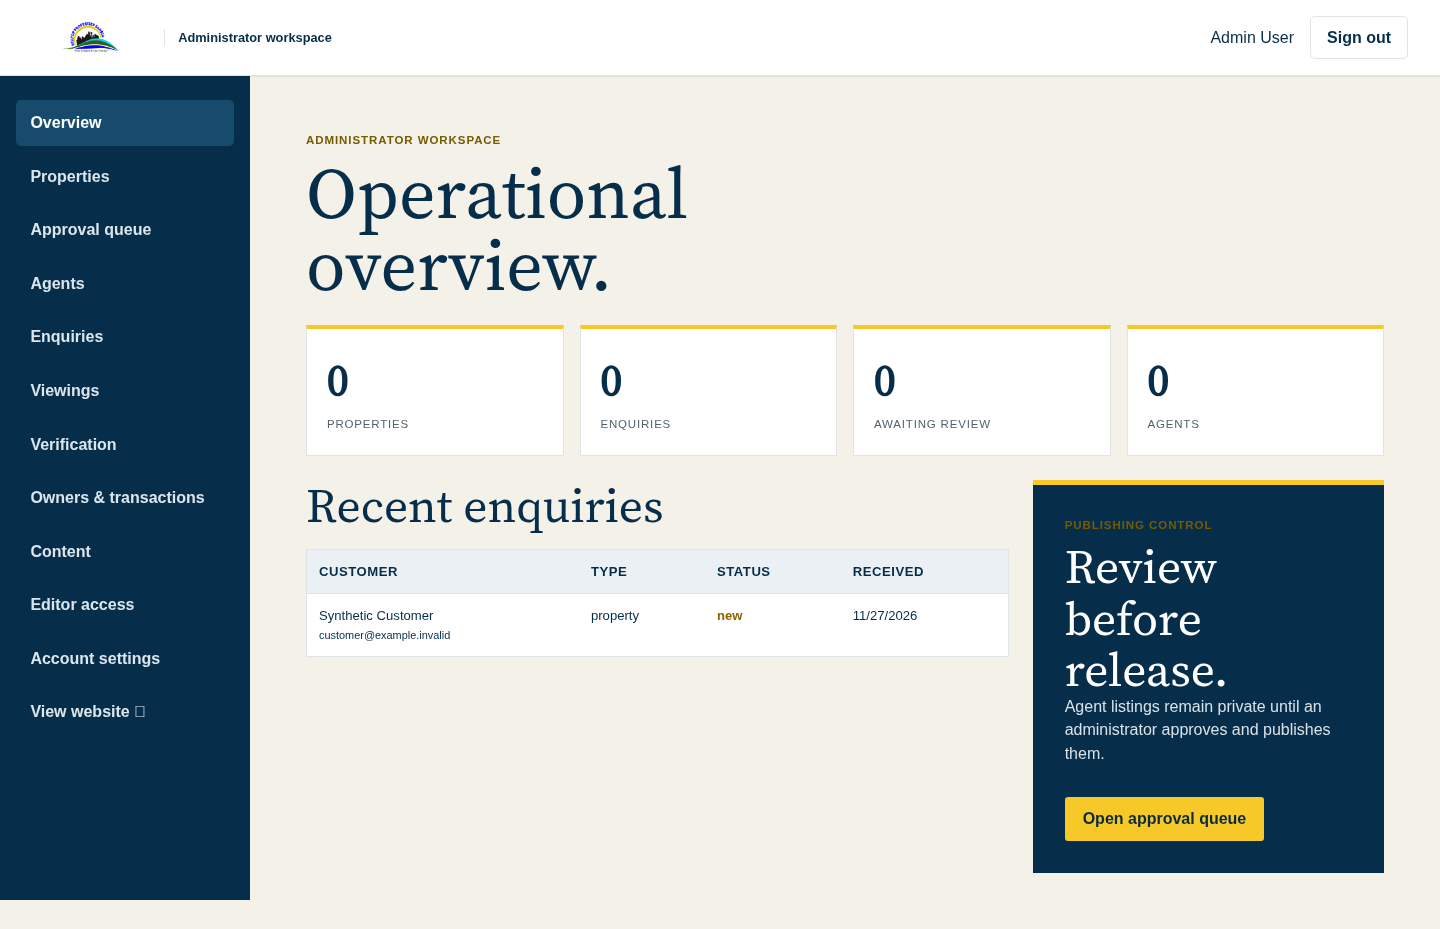 Administrator workspace
Admin User
Sign out
Overview
Properties
Approval queue
Agents
Enquiries
Viewings
Verification
Owners & transactions
Content
Editor access
Account settings
View website
ADMINISTRATOR WORKSPACE
Operational
overview.
0
PROPERTIES
0
ENQUIRIES
0
AWAITING REVIEW
0
AGENTS
Recent enquiries
CUSTOMER TYPE STATUS RECEIVED
Synthetic Customer property new 11/27/2026
customer@example.invalid
PUBLISHING CONTROL
Review
before
release.
Agent listings remain private until an
administrator approves and publishes
them.
Open approval queue